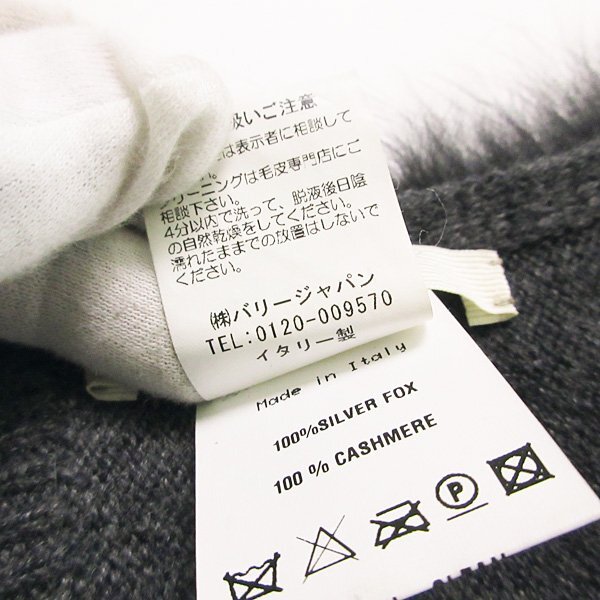 扱いご注意
は表示者に相談して
リーニングは毛皮専門店にご
相談下さい。
4分以内で洗って、脱液後日陰
の自然乾燥をしてください。
濡れたままでの放置はしないで
ください。
㈱バリージャパン
TEL:0120-009570
イタリー製
Made in Italy
100%SILVER FOX
100 % CASHMERE
P